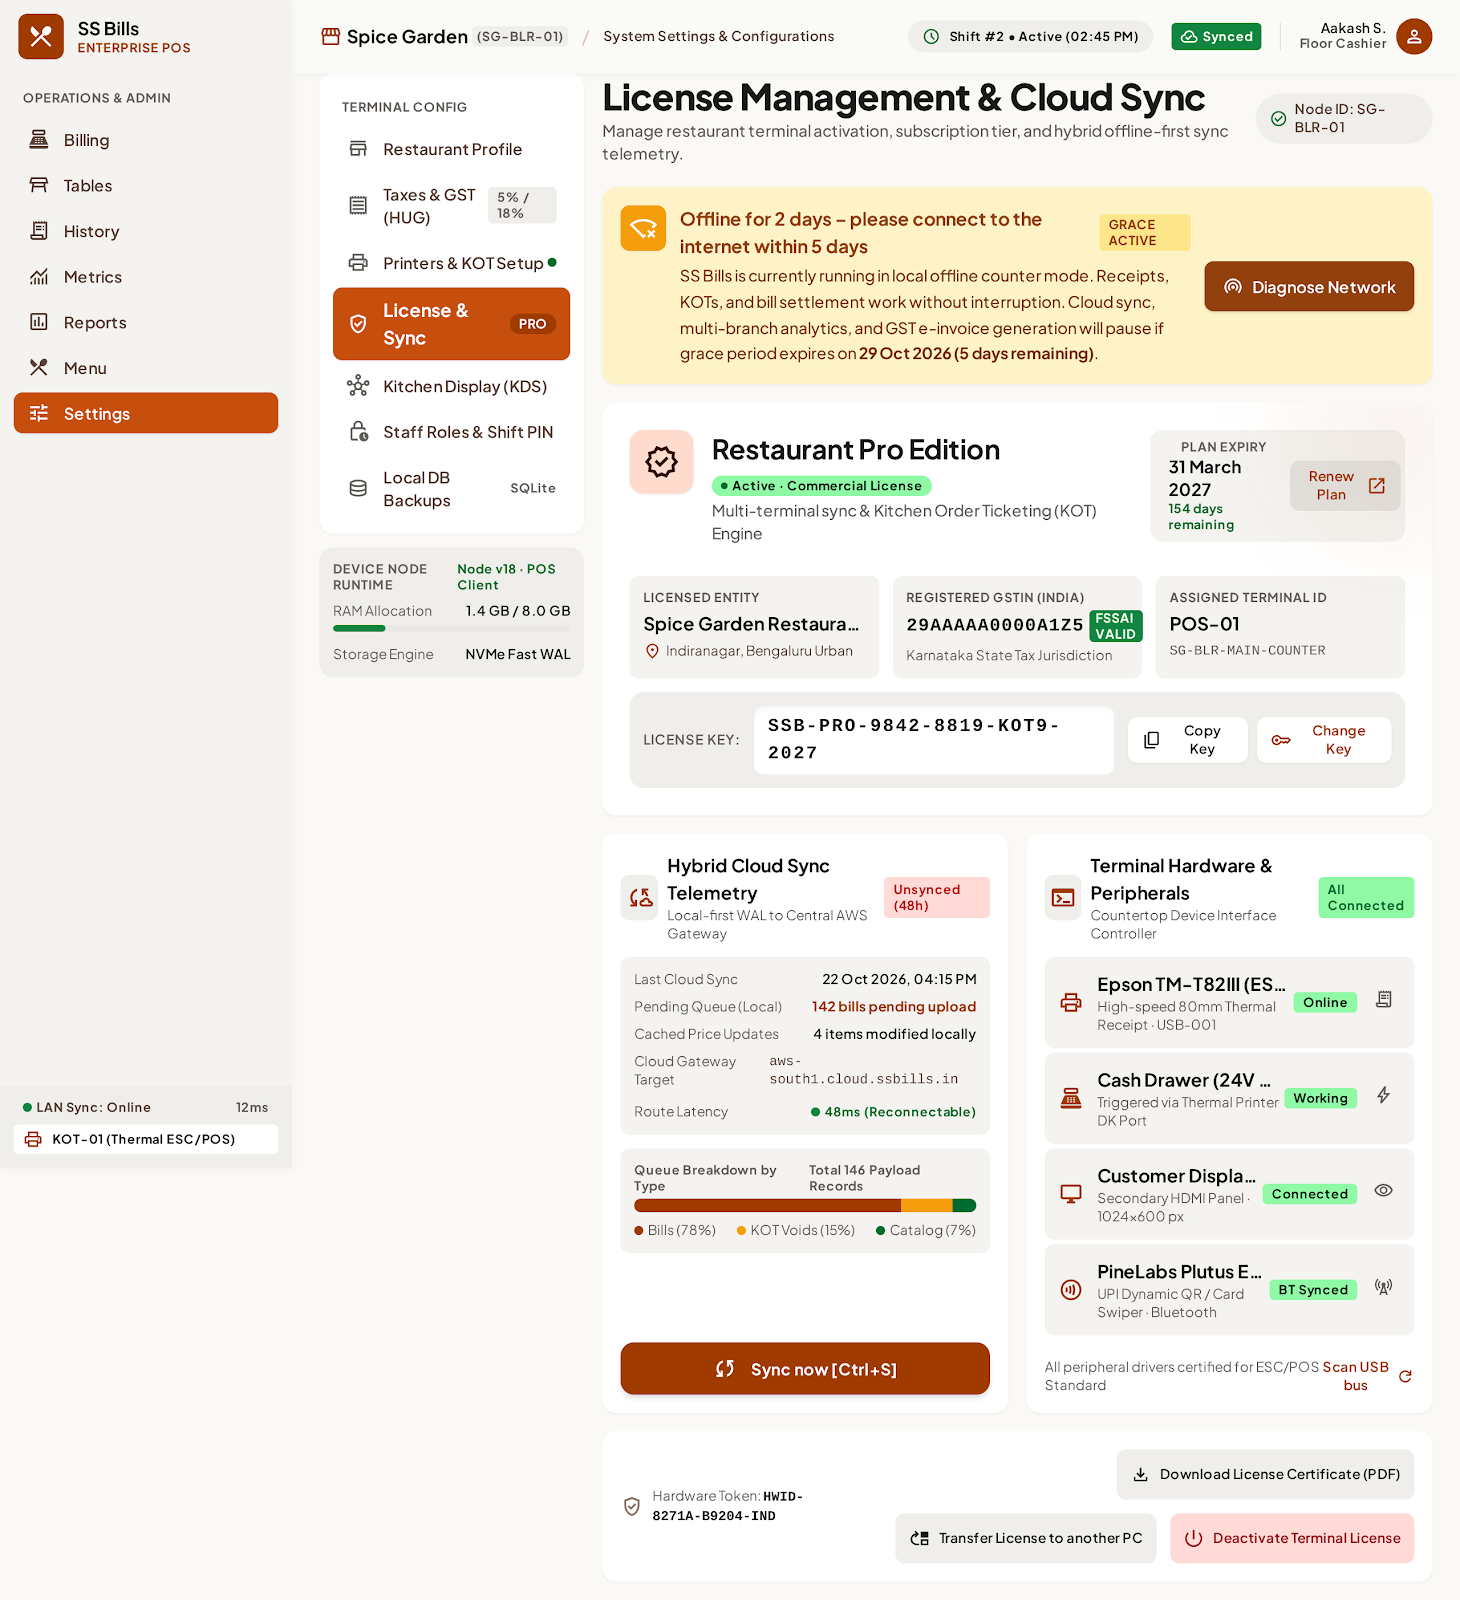 SS Bills
ENTERPRISE POS
OPERATIONS & ADMIN
Billing
Tables
History
Metrics
Reports
Menu
Settings
LAN Sync: Online 12ms
KOT-01 (Thermal ESC/POS)
Spice Garden (SG-BLR-01) / System Settings & Configurations
Shift #2 • Active (02:45 PM)
Synced
Aakash S.
Floor Cashier
TERMINAL CONFIG
Restaurant Profile
Taxes & GST
(HUG)
5% /
18%
Printers & KOT Setup
License &
Sync
PRO
Kitchen Display (KDS)
Staff Roles & Shift PIN
Local DB
Backups
SQLite
DEVICE NODE
RUNTIME
Node v18 · POS
Client
RAM Allocation 1.4 GB / 8.0 GB
Storage Engine NVMe Fast WAL
License Management & Cloud Sync
Manage restaurant terminal activation, subscription tier, and hybrid offline-first sync
telemetry.
Node ID: SG-
BLR-01
Offline for 2 days – please connect to the
internet within 5 days
GRACE
ACTIVE
SS Bills is currently running in local offline counter mode. Receipts,
KOTs, and bill settlement work without interruption. Cloud sync,
multi-branch analytics, and GST e-invoice generation will pause if
grace period expires on 29 Oct 2026 (5 days remaining).
Diagnose Network
Restaurant Pro Edition
Active · Commercial License
Multi-terminal sync & Kitchen Order Ticketing (KOT)
Engine
PLAN EXPIRY
31 March
2027
154 days
remaining
Renew
Plan
LICENSED ENTITY
Spice Garden Restaura...
Indiranagar, Bengaluru Urban
REGISTERED GSTIN (INDIA)
29AAAAA0000A1Z5
FSSAI
VALID
Karnataka State Tax Jurisdiction
ASSIGNED TERMINAL ID
POS-01
SG-BLR-MAIN-COUNTER
LICENSE KEY:
SSB-PRO-9842-8819-KOT9-
2027
Copy
Key
Change
Key
Hybrid Cloud Sync
Telemetry
Local-first WAL to Central AWS
Gateway
Unsynced
(48h)
Last Cloud Sync 22 Oct 2026, 04:15 PM
Pending Queue (Local) 142 bills pending upload
Cached Price Updates 4 items modified locally
Cloud Gateway
Target
aws-
south1.cloud.ssbills.in
Route Latency 48ms (Reconnectable)
Queue Breakdown by
Type
Total 146 Payload
Records
Bills (78%) KOT Voids (15%) Catalog (7%)
Sync now [Ctrl+S]
Terminal Hardware &
Peripherals
Countertop Device Interface
Controller
All
Connected
Epson TM-T82III (ES...
High-speed 80mm Thermal
Receipt · USB-001
Online
Cash Drawer (24V ...
Triggered via Thermal Printer
DK Port
Working
Customer Displa...
Secondary HDMI Panel ·
1024×600 px
Connected
PineLabs Plutus E...
UPI Dynamic QR / Card
Swiper · Bluetooth
BT Synced
All peripheral drivers certified for ESC/POS
Standard
Scan USB
bus
Hardware Token: HWID-
8271A-B9204-IND
Download License Certificate (PDF)
Transfer License to another PC
Deactivate Terminal License